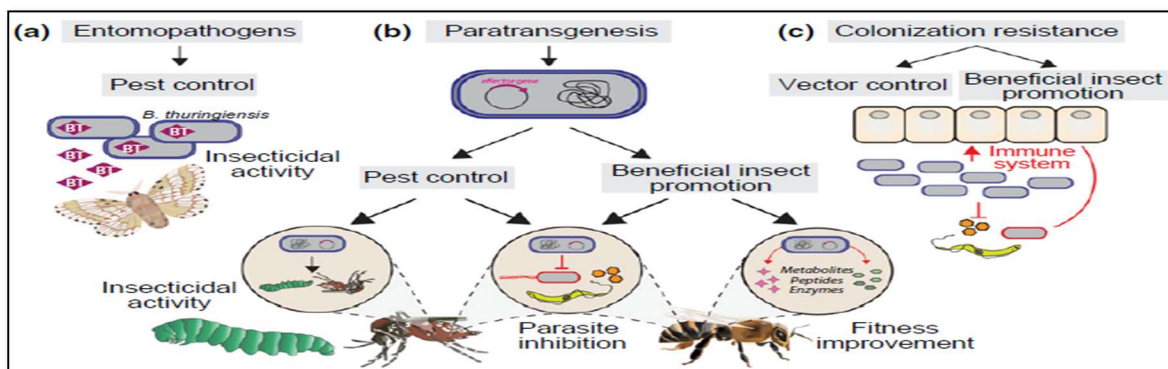 (a) Entomopathogens
Pest control
B. thuringiensis
BT
BT
BT
BT
BT
BT
Insecticidal
activity
(b) Paratransgenesis
effector gene
Pest control
Beneficial insect
promotion
Metabolites
Peptides
Enzymes
Insecticidal
activity
Parasite
inhibition
Fitness
improvement
(c) Colonization resistance
Vector control
Beneficial insect
promotion
Immune
system